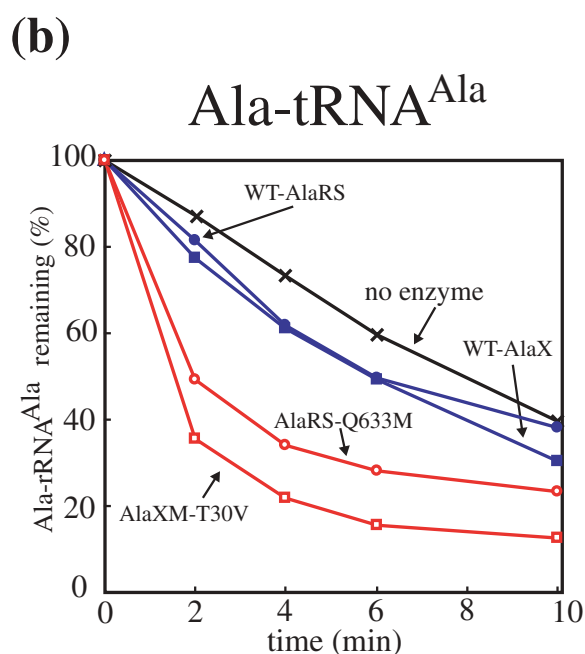 (b)
Ala-tRNA^Ala
100
80
60
40
20
0
Ala-rRNA^Ala remaining (%)
WT-AlaRS
no enzyme
WT-AlaX
AlaRS-Q633M
AlaXM-T30V
0 2 4 6 8 10
time (min)